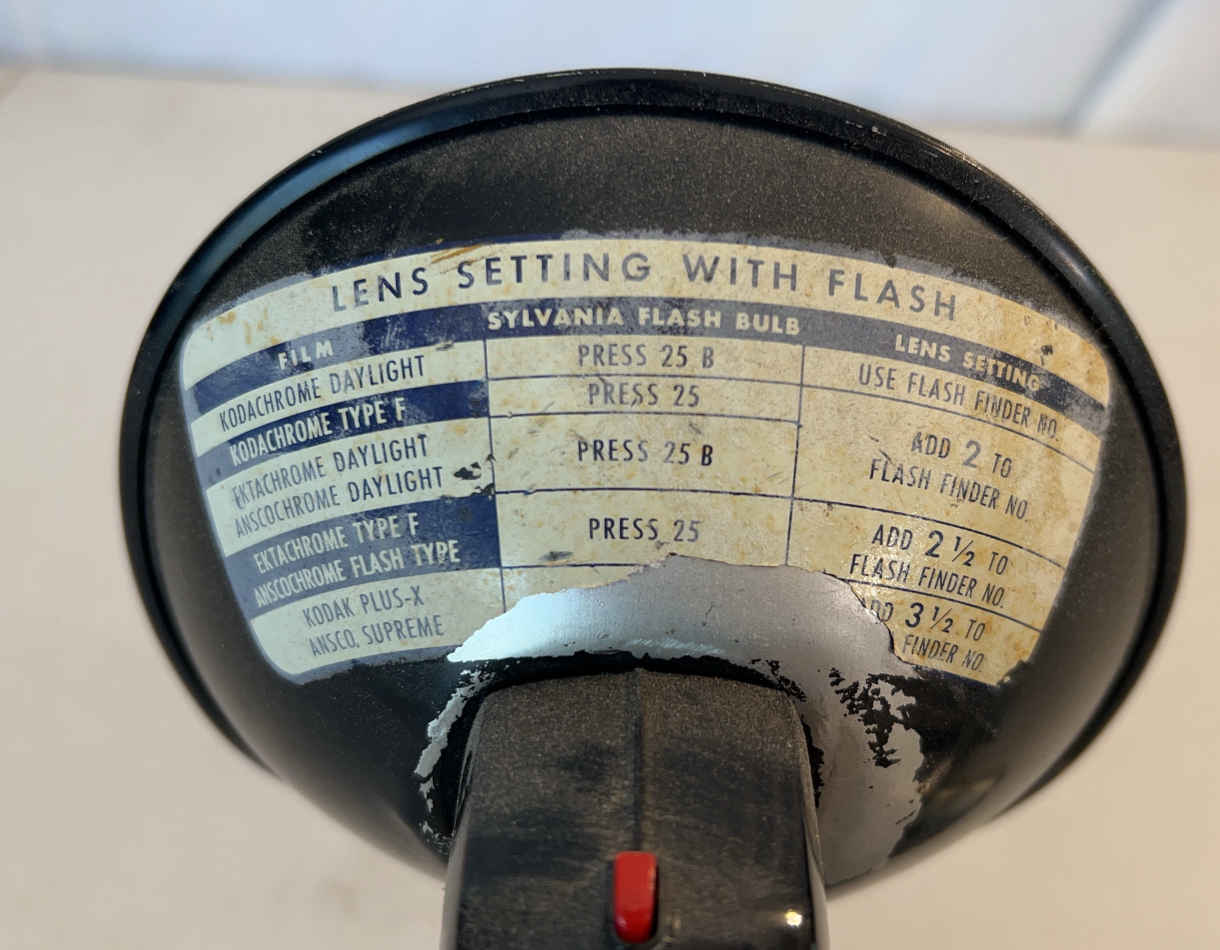 LENS SETTING WITH FLASH
FILM SYLVANIA FLASH BULB LENS SETTING
KODACHROME DAYLIGHT PRESS 25 B USE FLASH FINDER NO.
KODACHROME TYPE F PRESS 25
EKTACHROME DAYLIGHT
ANSCOCHROME DAYLIGHT
PRESS 25 B
ADD 2 TO
FLASH FINDER NO.
EKTACHROME TYPE F
ANSCOCHROME FLASH TYPE
PRESS 25
ADD 2 ½ TO
FLASH FINDER NO.
KODAK PLUS-X
ANSCO, SUPREME
3 ½ TO
FINDER NO